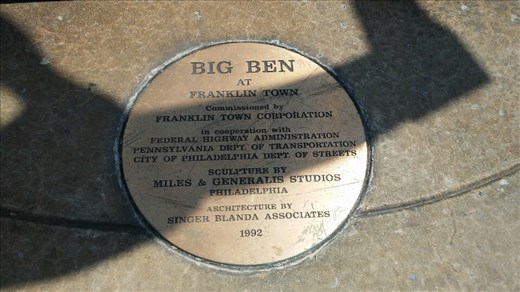 BIG BEN
AT
FRANKLIN TOWN
Commissioned by
FRANKLIN TOWN CORPORATION
in cooperation with
FEDERAL HIGHWAY ADMINISTRATION
PENNSYLVANIA DEPT. OF TRANSPORTATION
CITY OF PHILADELPHIA DEPT. OF STREETS
SCULPTURE BY
MILES & GENERALIS STUDIOS
PHILADELPHIA
ARCHITECTURE BY
SINGER BLANDA ASSOCIATES
1992